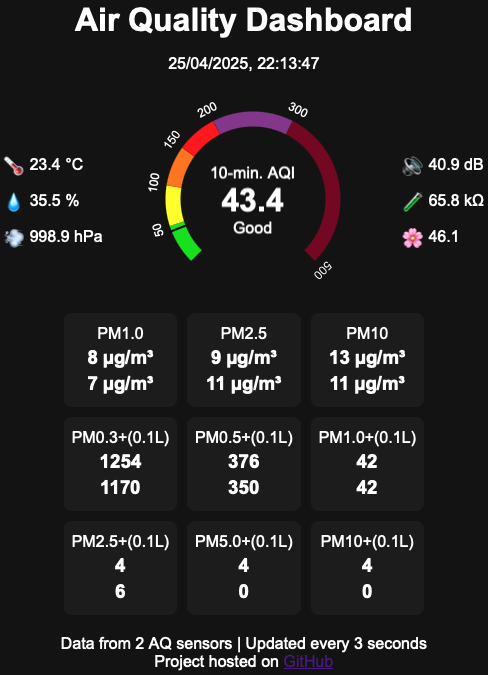 Air Quality Dashboard
25/04/2025, 22:13:47
50
100
150
200
300
500
10-min. AQI
43.4
Good
23.4 °C
35.5 %
998.9 hPa
40.9 dB
65.8 kΩ
46.1
PM1.0
8 µg/m³
7 µg/m³
PM2.5
9 µg/m³
11 µg/m³
PM10
13 µg/m³
11 µg/m³
PM0.3+(0.1L)
1254
1170
PM0.5+(0.1L)
376
350
PM1.0+(0.1L)
42
42
PM2.5+(0.1L)
4
6
PM5.0+(0.1L)
4
0
PM10+(0.1L)
4
0
Data from 2 AQ sensors | Updated every 3 seconds
Project hosted on GitHub